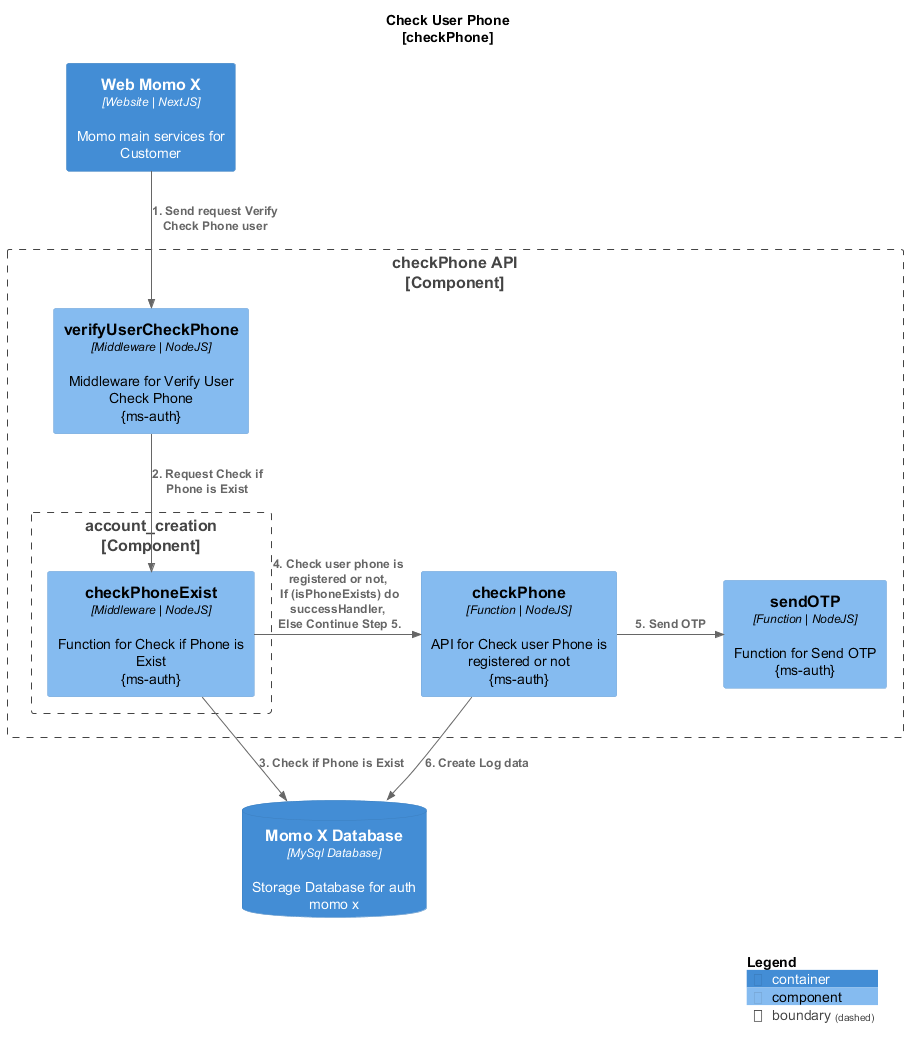 Check User Phone
[checkPhone]
Web Momo X
[Website | NextJS]
Momo main services for
Customer
1. Send request Verify
Check Phone user
checkPhone API
[Component]
verifyUserCheckPhone
[Middleware | NodeJS]
Middleware for Verify User
Check Phone
{ms-auth}
2. Request Check if
Phone is Exist
account_creation
[Component]
checkPhoneExist
[Middleware | NodeJS]
Function for Check if Phone is
Exist
{ms-auth}
4. Check user phone is
registered or not,
If (isPhoneExists) do
successHandler,
Else Continue Step 5.
checkPhone
[Function | NodeJS]
API for Check user Phone is
registered or not
{ms-auth}
5. Send OTP
sendOTP
[Function | NodeJS]
Function for Send OTP
{ms-auth}
3. Check if Phone is Exist
6. Create Log data
Momo X Database
[MySql Database]
Storage Database for auth
momo x
Legend
container
component
boundary (dashed)